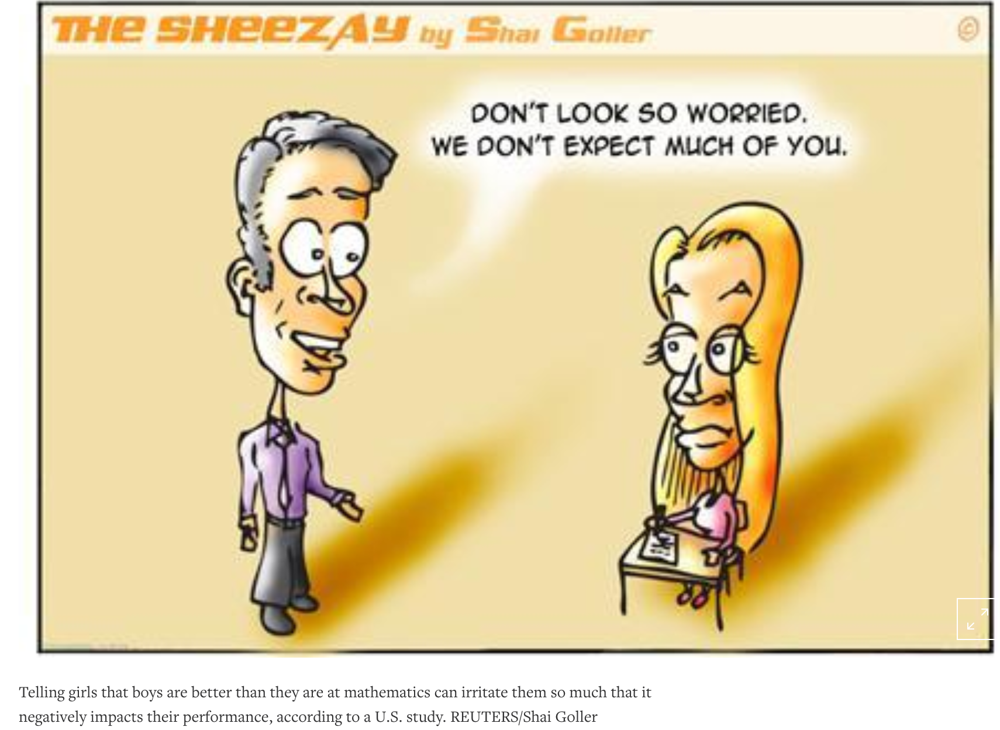 THE SHEEZAY by Shai Goller ©
DON'T LOOK SO WORRIED.
WE DON'T EXPECT MUCH OF YOU.
Telling girls that boys are better than they are at mathematics can irritate them so much that it
negatively impacts their performance, according to a U.S. study. REUTERS/Shai Goller